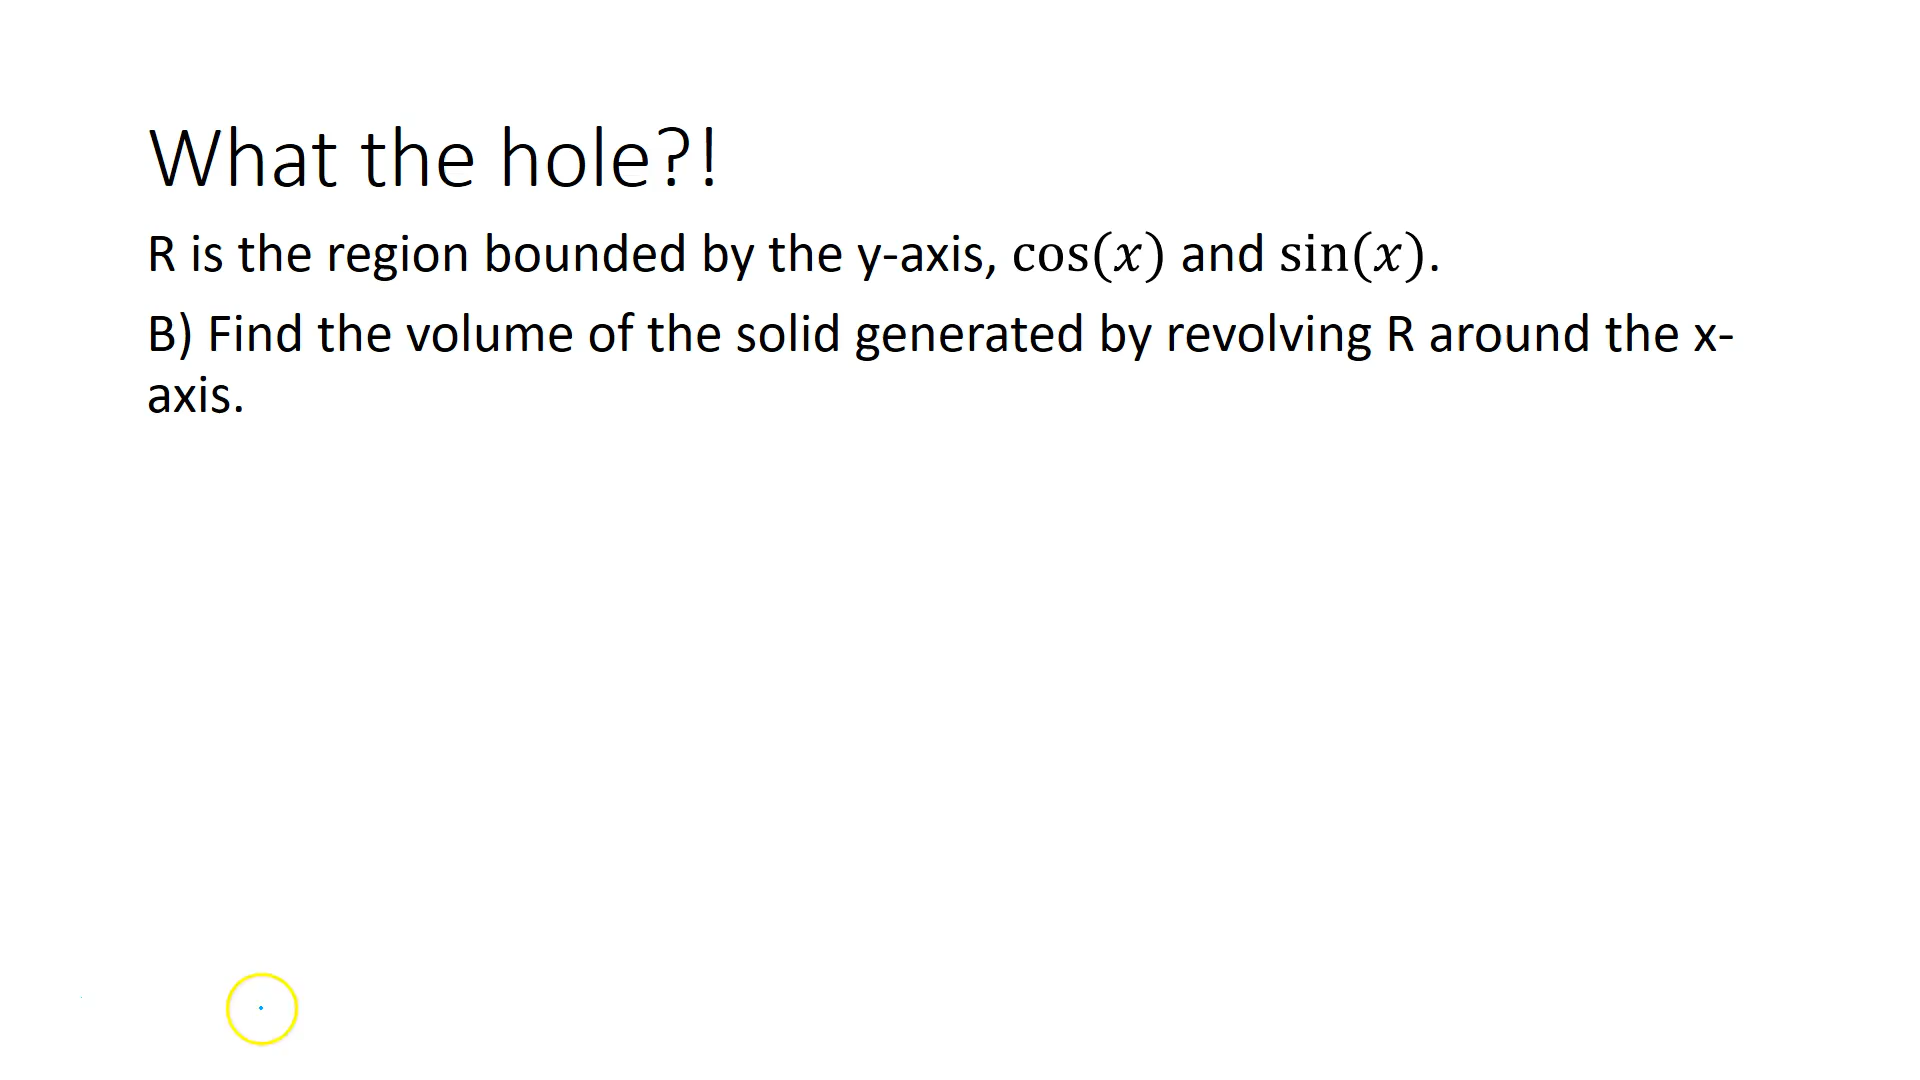 What the hole?!
R is the region bounded by the y-axis, cos(x) and sin(x).
B) Find the volume of the solid generated by revolving R around the x-
axis.